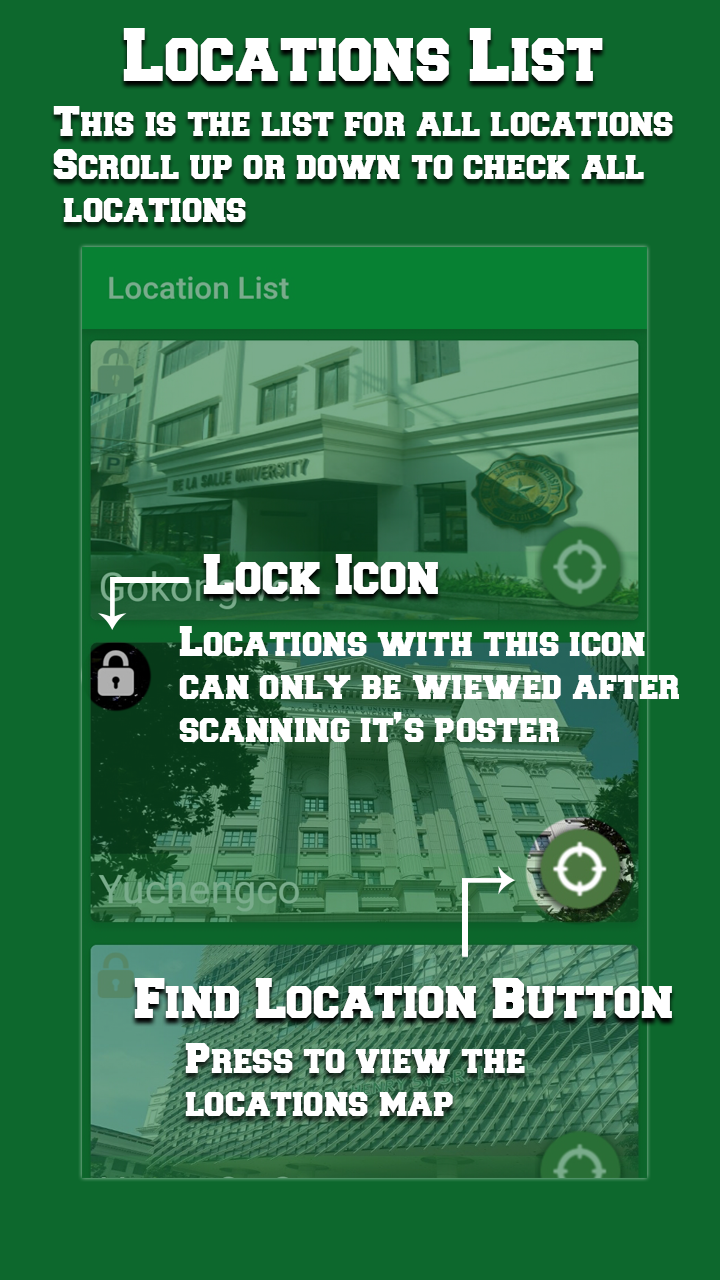 Locations List
This is the list for all locations
Scroll up or down to check all
locations
Location List
P
DE LA SALLE UNIVERSITY
Lock Icon
Locations with this icon
can only be wiewed after
scanning it's poster
Yuchengco
Find Location Button
Press to view the
locations map